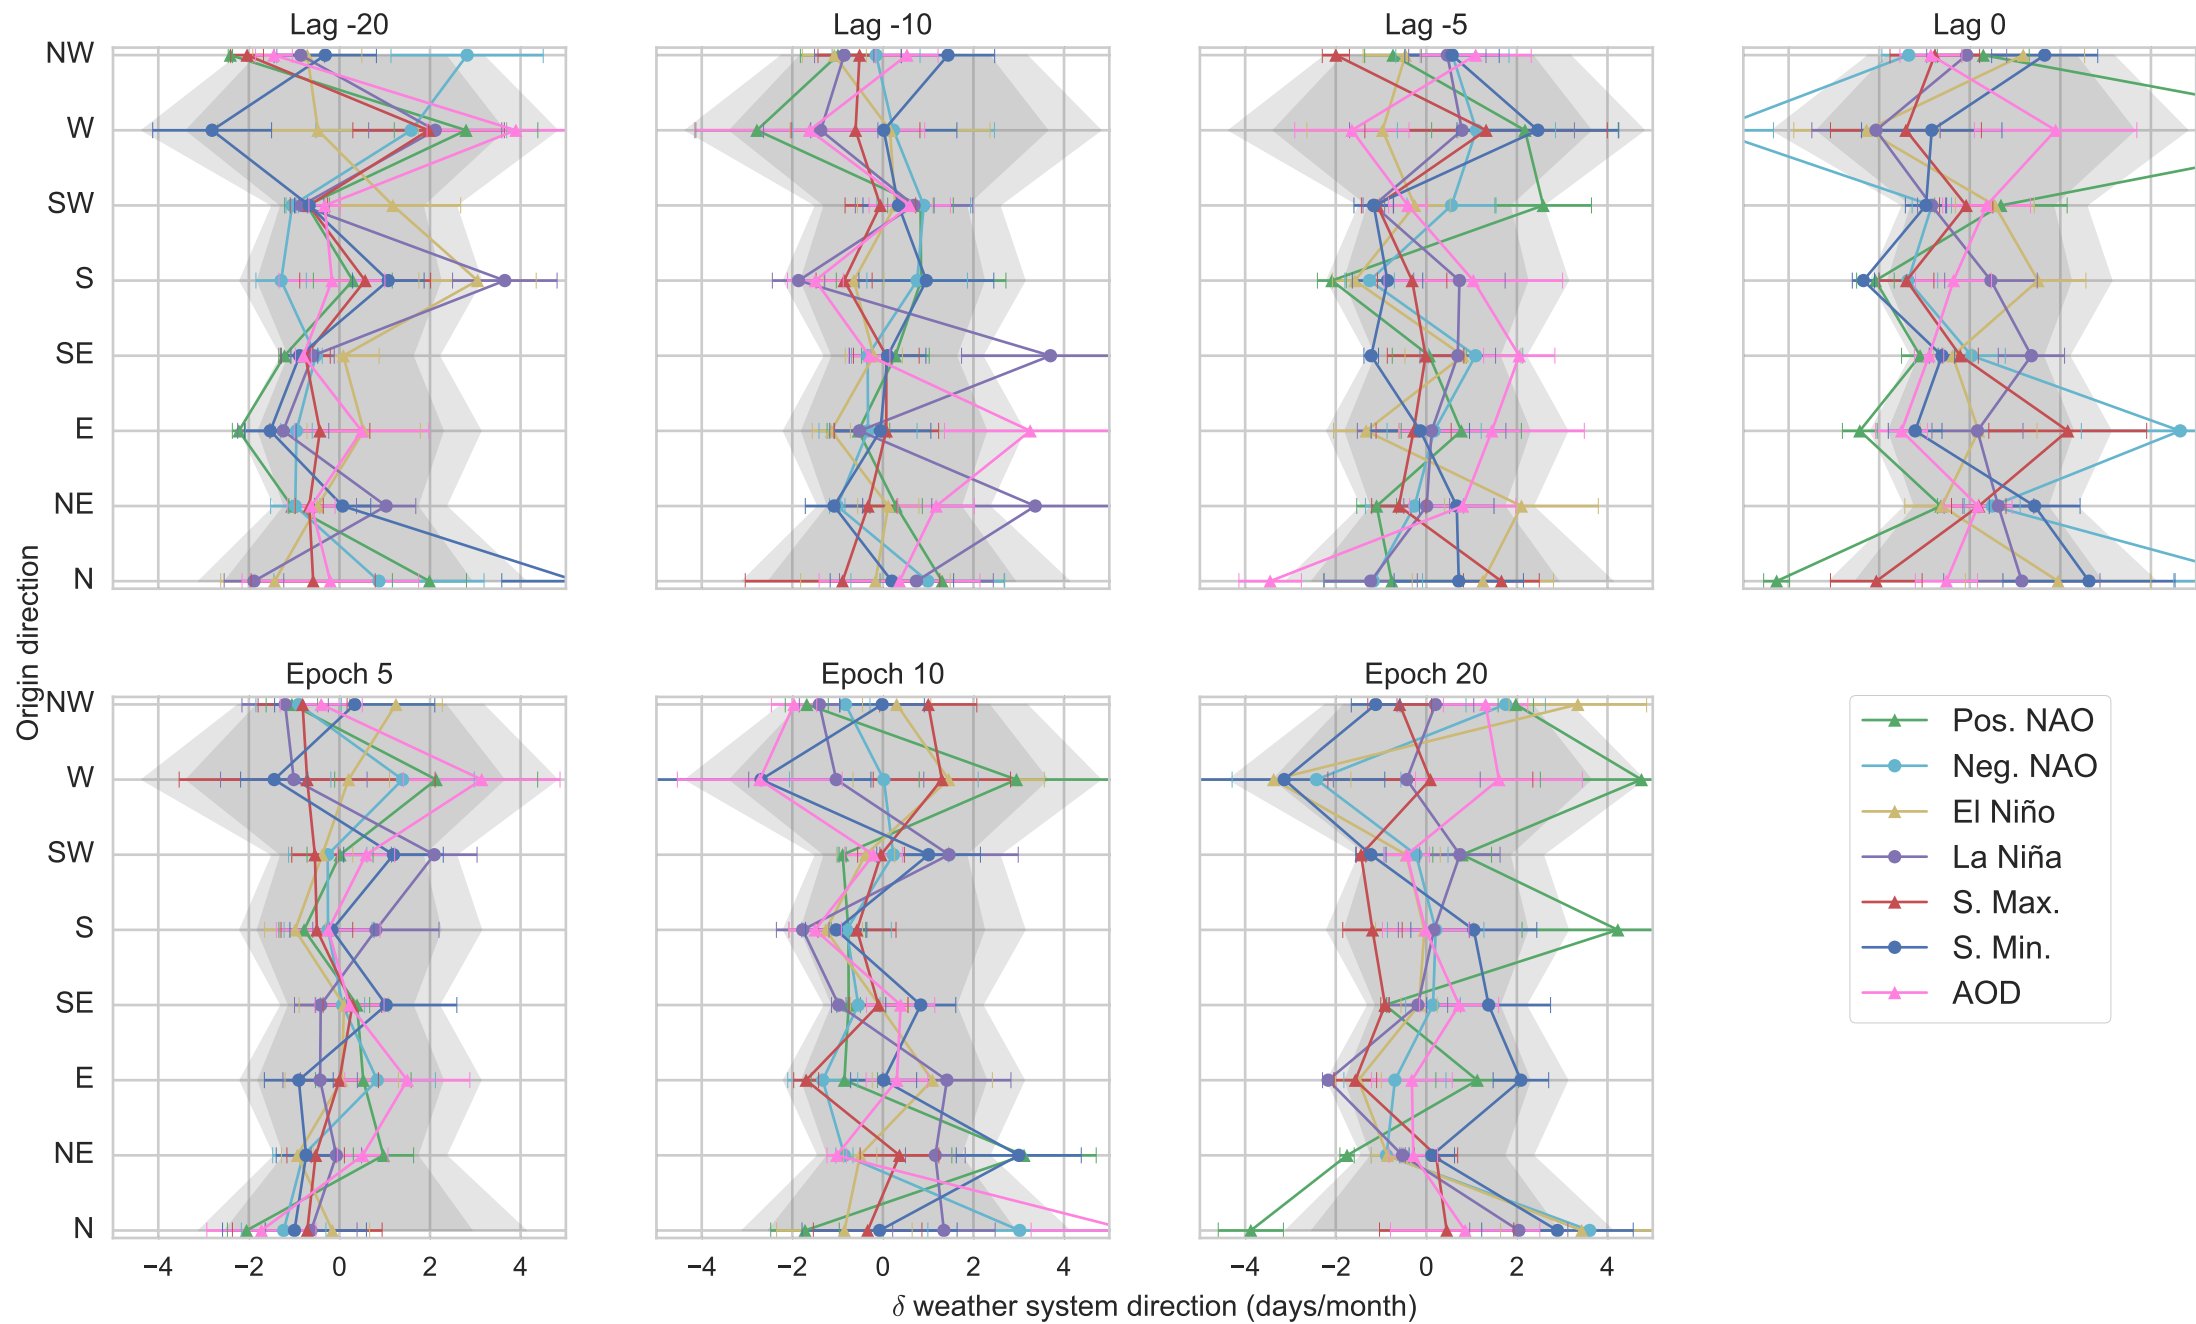 Lag -20
Lag -10
Lag -5
Lag 0
NW
W
SW
S
SE
E
NE
N
Origin direction
Epoch 5
Epoch 10
Epoch 20
NW
W
SW
S
SE
E
NE
N
−4 −2 0 2 4
−4 −2 0 2 4
−4 −2 0 2 4
δ weather system direction (days/month)
Pos. NAO
Neg. NAO
El Niño
La Niña
S. Max.
S. Min.
AOD